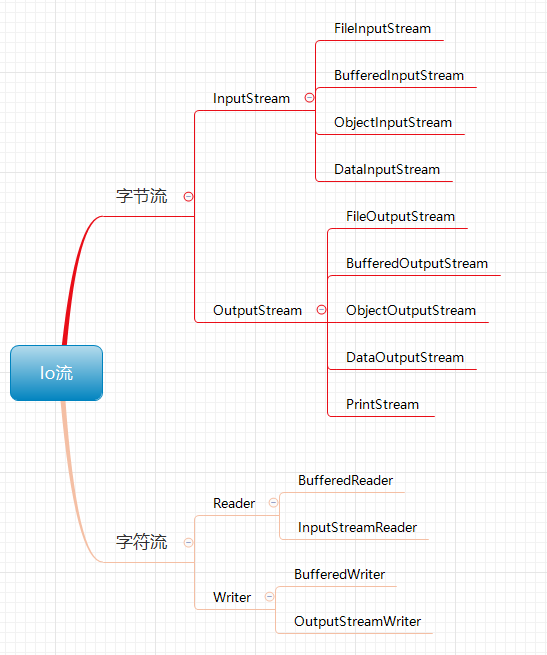 Io流
字节流
InputStream
FileInputStream
BufferedInputStream
ObjectInputStream
DataInputStream
OutputStream
FileOutputStream
BufferedOutputStream
ObjectOutputStream
DataOutputStream
PrintStream
字符流
Reader
BufferedReader
InputStreamReader
Writer
BufferedWriter
OutputStreamWriter